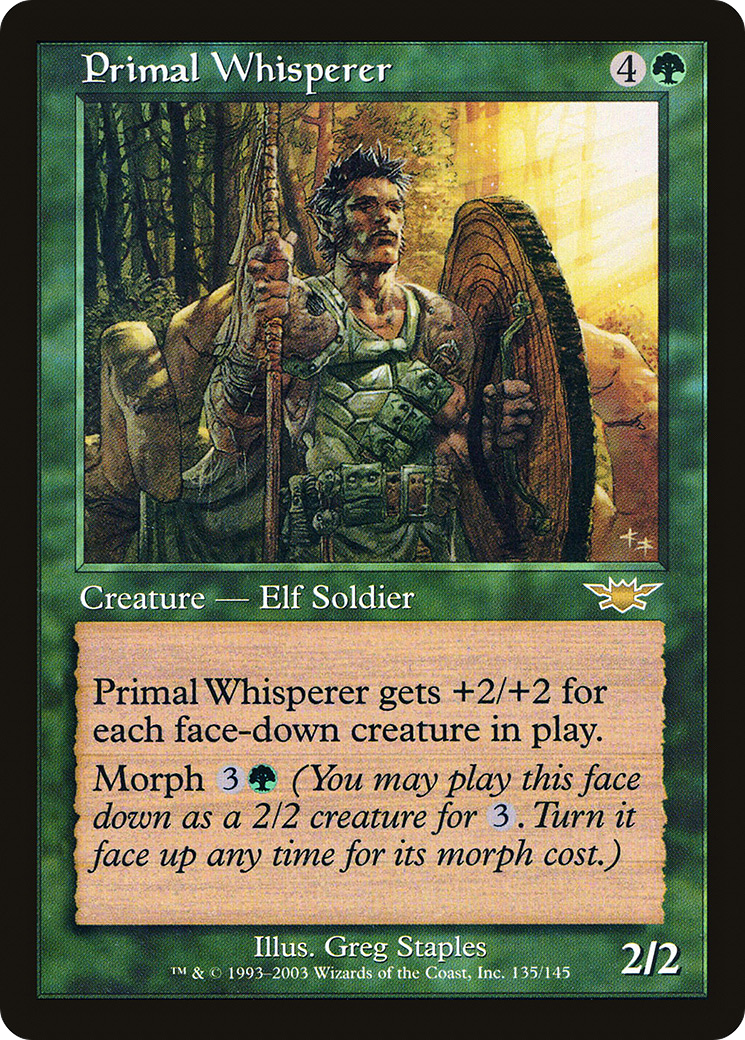 Primal Whisperer 4
Creature — Elf Soldier
Primal Whisperer gets +2/+2 for
each face-down creature in play.
Morph 3 (You may play this face
down as a 2/2 creature for 3. Turn it
face up any time for its morph cost.)
Illus. Greg Staples
™ & © 1993–2003 Wizards of the Coast, Inc. 135/145
2/2